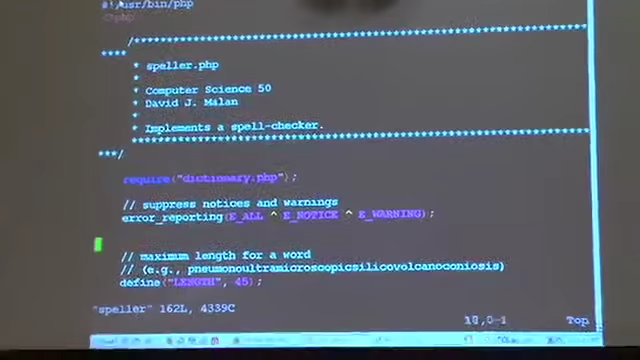 #!/usr/bin/php
<?php
/*******************************************************
****
* speller.php
*
* Computer Science 50
* David J. Malan
*
* Implements a spell-checker.
*******************************************************
***/
require("dictionary.php");
// suppress notices and warnings
error_reporting(E_ALL ^ E_NOTICE ^ E_WARNING);
// maximum length for a word
// (e.g., pneumonoultramicroscopicsilicovolcanoconiosis)
define("LENGTH", 45);
"speller" 162L, 4339C
18,0-1
Top